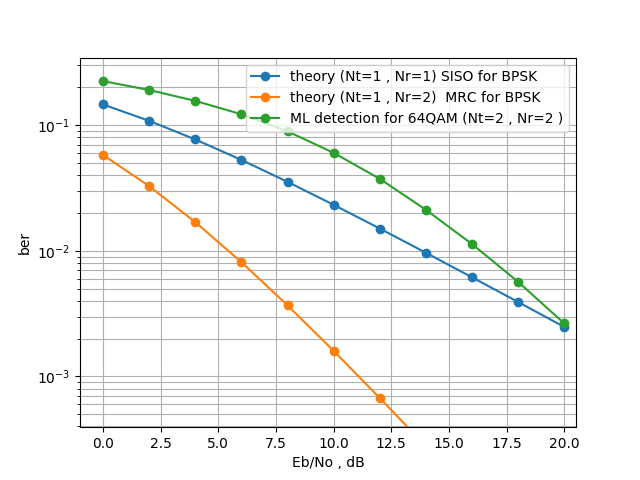 theory (Nt=1 , Nr=1) SISO for BPSK
theory (Nt=1 , Nr=2)  MRC for BPSK
ML detection for 64QAM (Nt=2 , Nr=2 )
10⁻¹
10⁻²
10⁻³
ber
0.0 2.5 5.0 7.5 10.0 12.5 15.0 17.5 20.0
Eb/No , dB